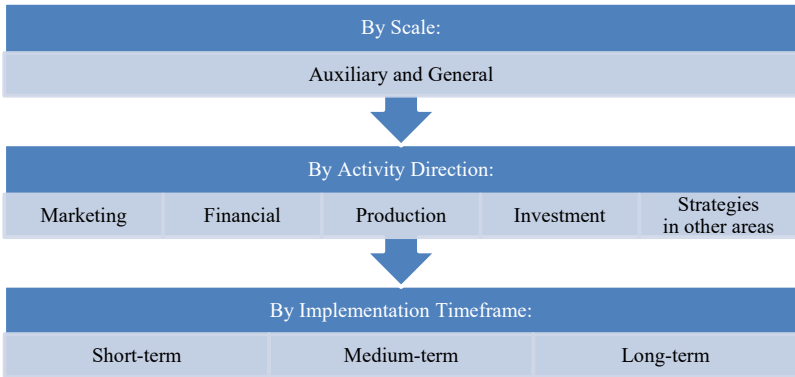 By Scale:
Auxiliary and General
By Activity Direction:
Marketing
Financial
Production
Investment
Strategies
in other areas
By Implementation Timeframe:
Short-term
Medium-term
Long-term